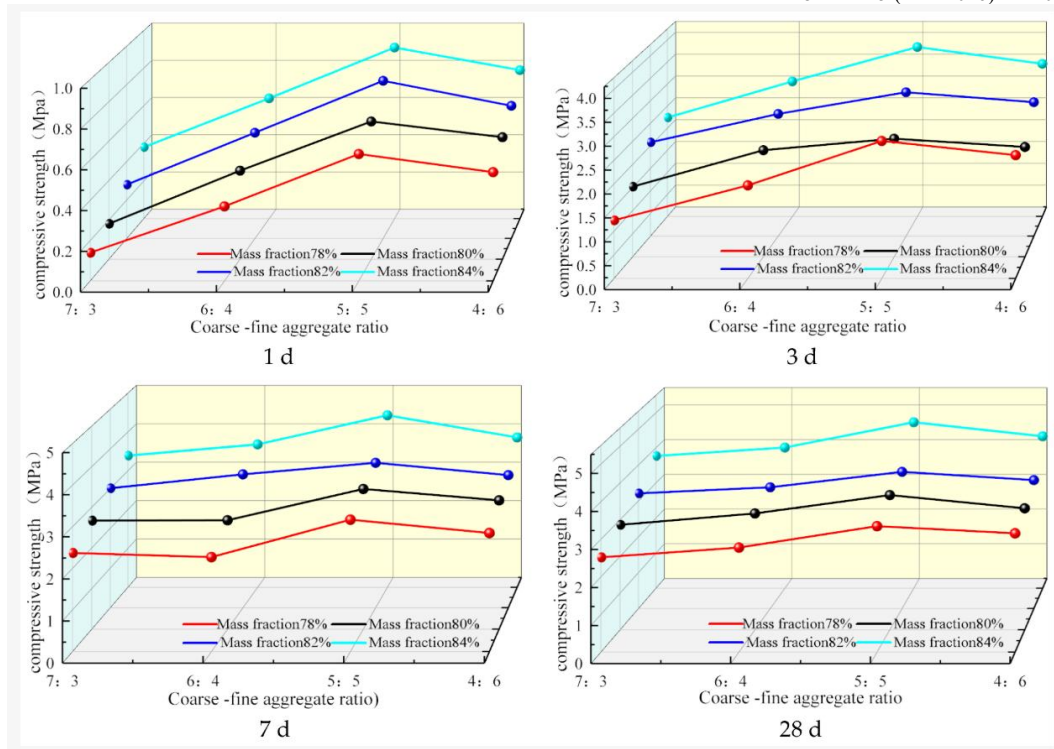 compressive strength（Mpa)
1.0
0.8
0.6
0.4
0.2
0.0
Mass fraction78% Mass fraction80%
Mass fraction82% Mass fraction84%
7：3 6：4 5：5 4：6
Coarse -fine aggregate ratio
1 d
compressive strength（MPa)
4.0
3.5
3.0
2.5
2.0
1.5
1.0
0.5
0.0
Mass fraction78% Mass fraction80%
Mass fraction82% Mass fraction84%
7：3 6：4 5：5 4：6
Coarse -fine aggregate ratio
3 d
compressive strength（MPa)
5
4
3
2
1
0
Mass fraction78% Mass fraction80%
Mass fraction82% Mass fraction84%
7：3 6：4 5：5 4：6
Coarse -fine aggregate ratio)
7 d
compressive strength（MPa)
5
4
3
2
1
0
Mass fraction78% Mass fraction80%
Mass fraction82% Mass fraction84%
7：3 6：4 5：5 4：6
Coarse -fine aggregate ratio
28 d